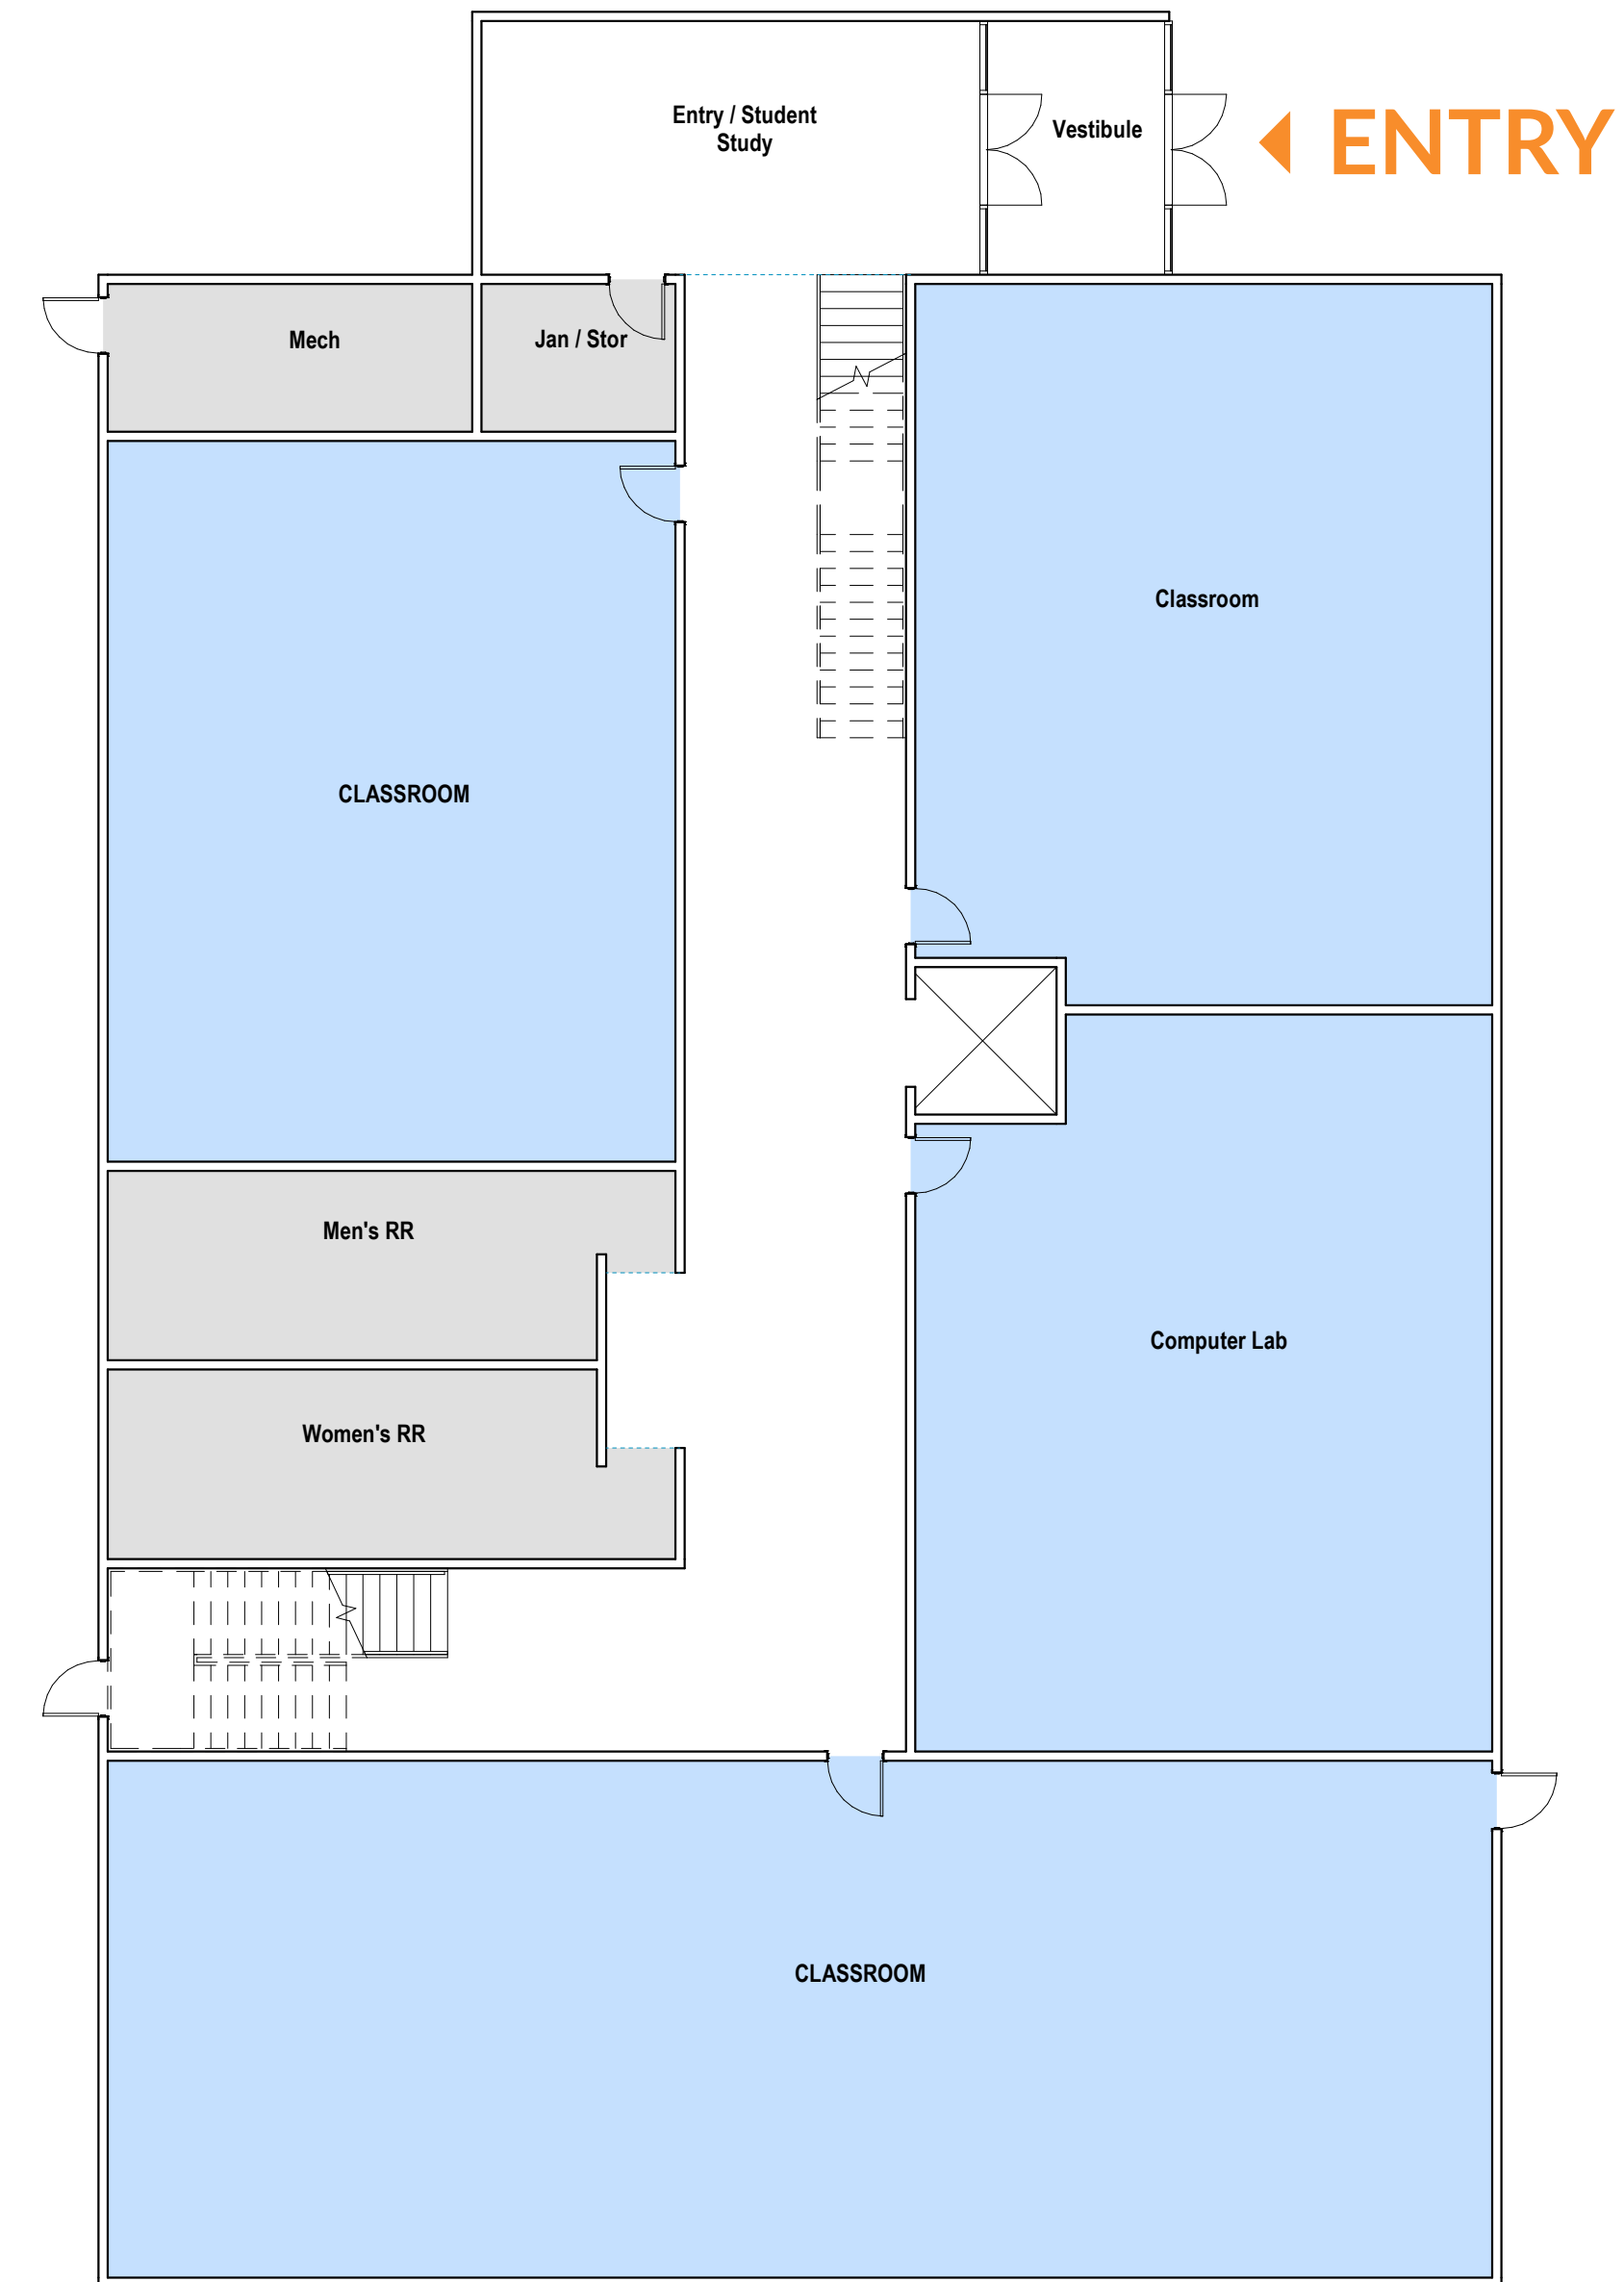 Entry / Student
Study
Vestibule
ENTRY
Mech
Jan / Stor
Classroom
CLASSROOM
Men's RR
Computer Lab
Women's RR
CLASSROOM